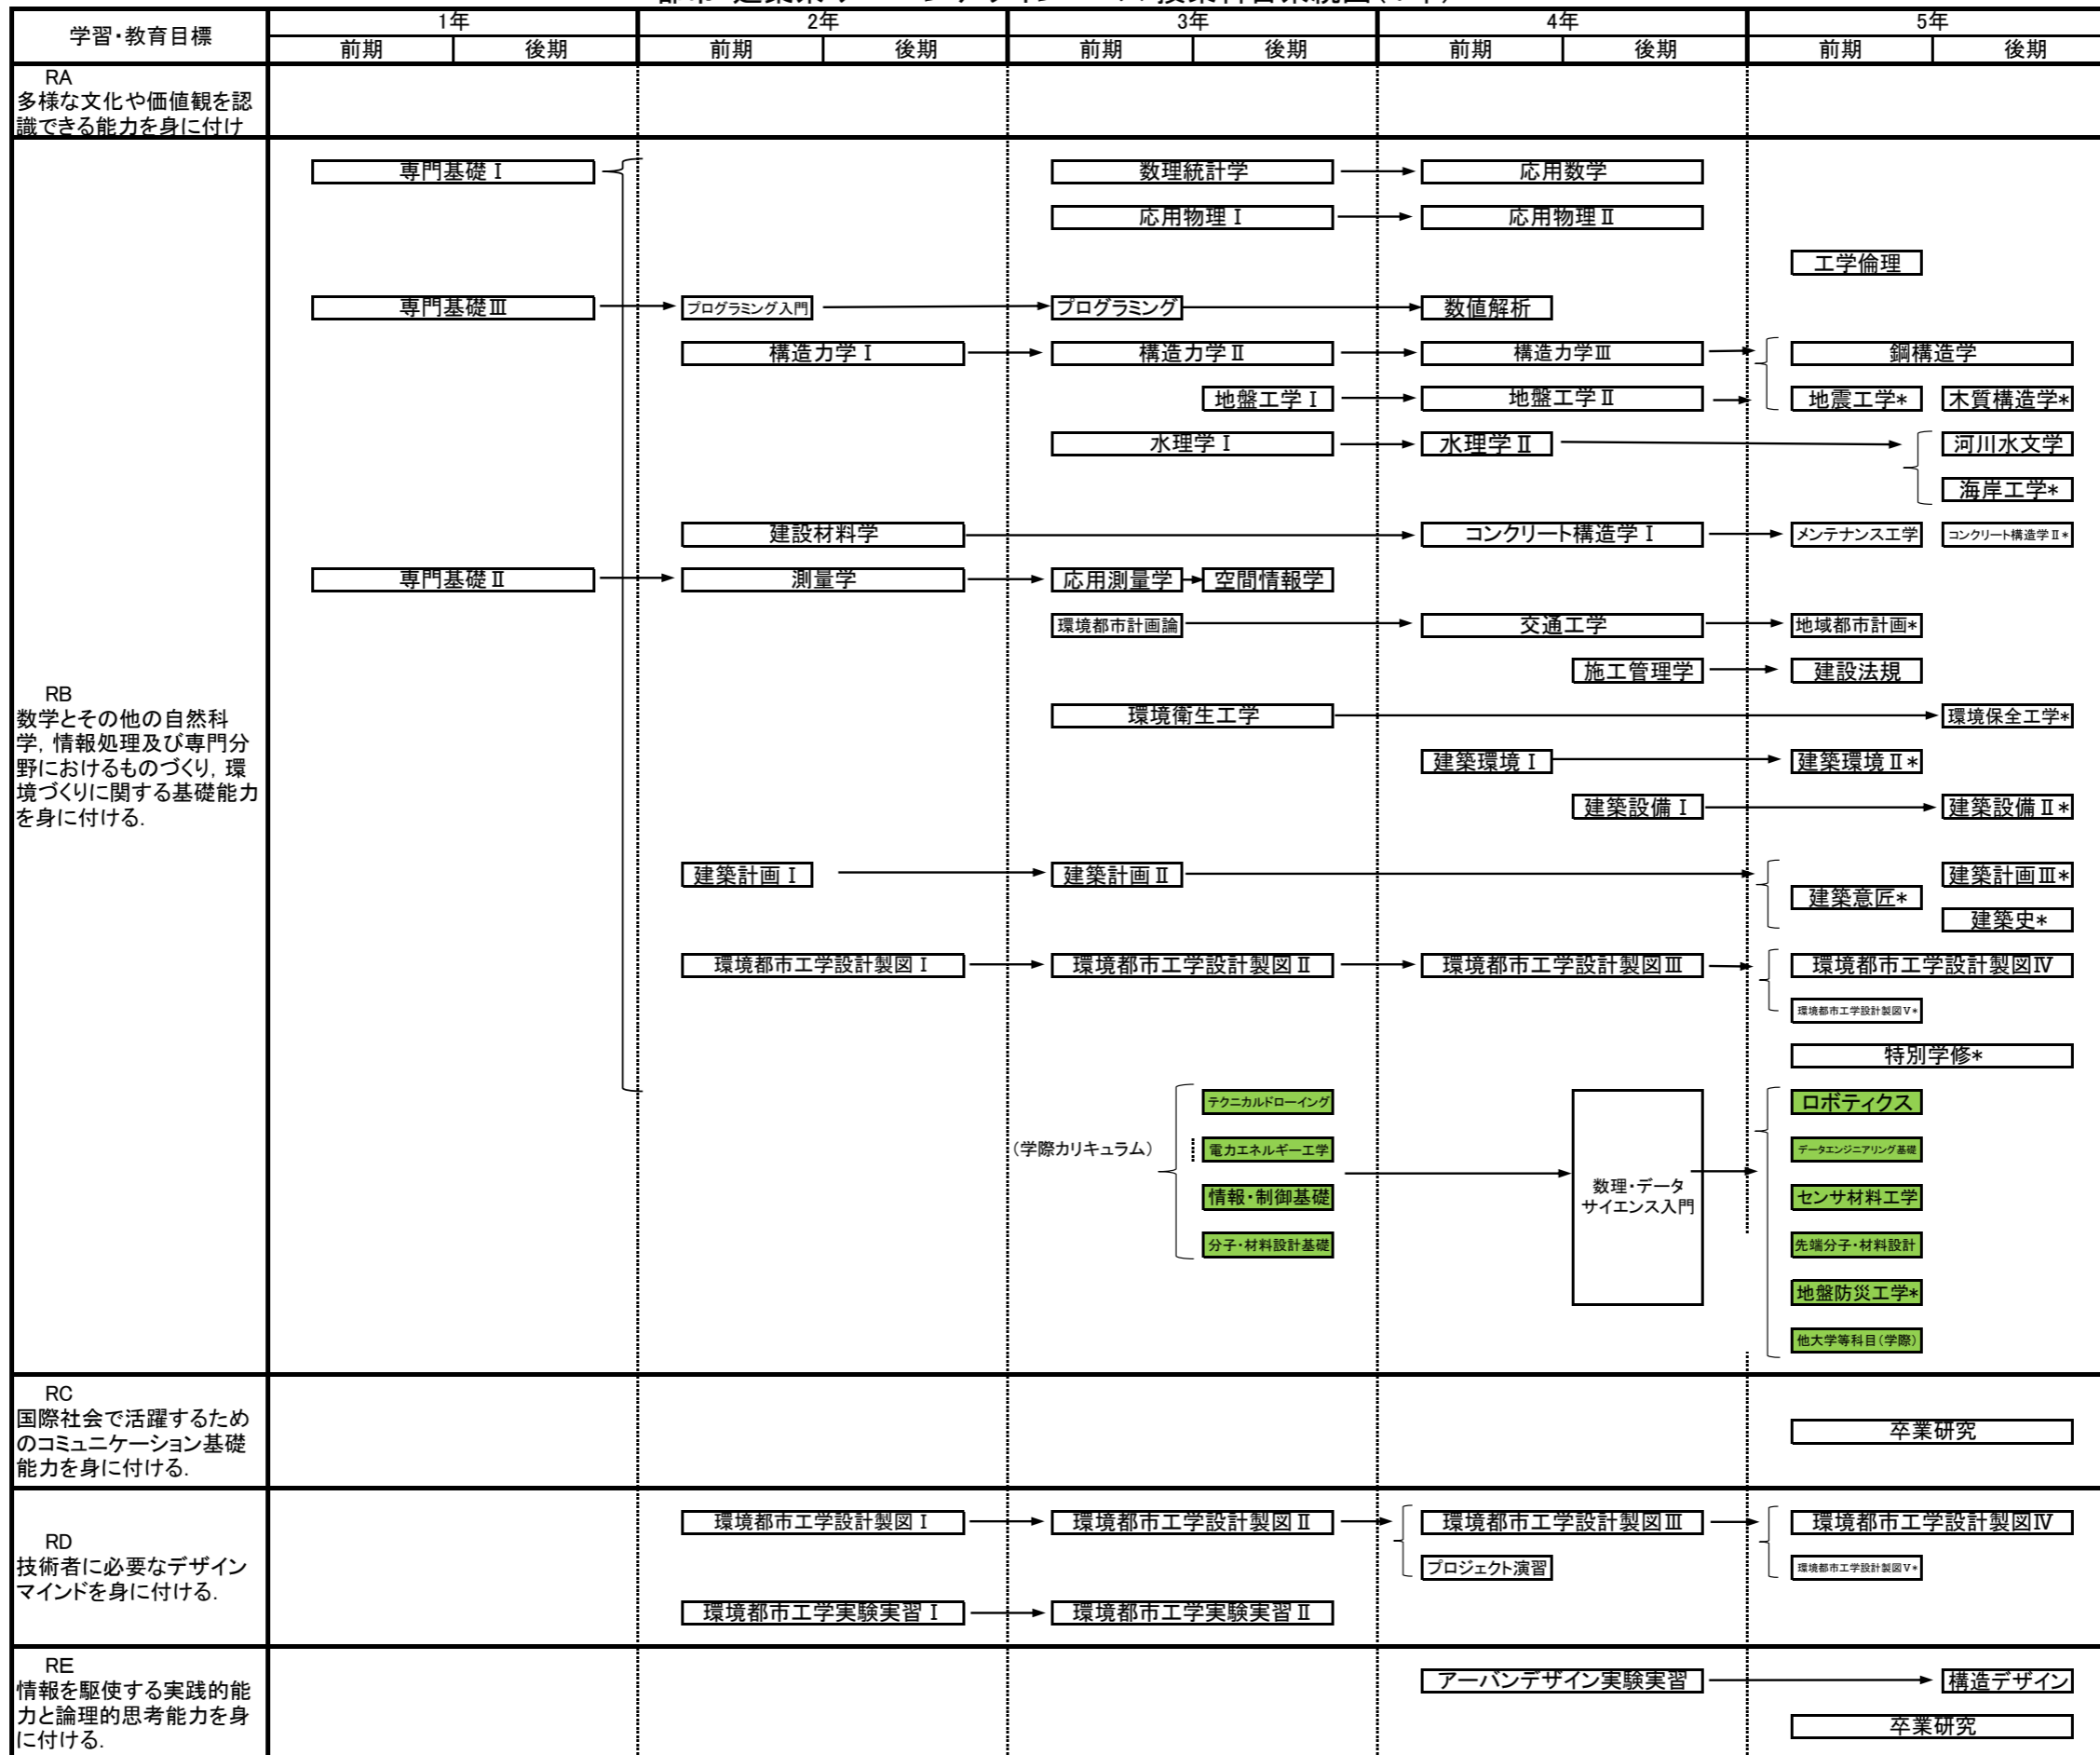 学習・教育目標
1年
2年
3年
4年
5年
前期
後期
前期
後期
前期
後期
前期
後期
前期
後期
RA
多様な文化や価値観を認
識できる能力を身に付け
専門基礎Ⅰ
数理統計学
応用数学
応用物理Ⅰ
応用物理Ⅱ
工学倫理
専門基礎Ⅲ
プログラミング入門
プログラミング
数値解析
構造力学Ⅰ
構造力学Ⅱ
構造力学Ⅲ
鋼構造学
地盤工学Ⅰ
地盤工学Ⅱ
地震工学*
木質構造学*
水理学Ⅰ
水理学Ⅱ
河川水文学
海岸工学*
建設材料学
コンクリート構造学Ⅰ
メンテナンス工学
コンクリート構造学Ⅱ*
専門基礎Ⅱ
測量学
応用測量学
空間情報学
環境都市計画論
交通工学
地域都市計画*
施工管理学
建設法規
RB
数学とその他の自然科
学, 情報処理及び専門分
野におけるものづくり, 環
境づくりに関する基礎能力
を身に付ける.
環境衛生工学
環境保全工学*
建築環境Ⅰ
建築環境Ⅱ*
建築設備Ⅰ
建築設備Ⅱ*
建築計画Ⅰ
建築計画Ⅱ
建築計画Ⅲ*
建築意匠*
建築史*
環境都市工学設計製図Ⅰ
環境都市工学設計製図Ⅱ
環境都市工学設計製図Ⅲ
環境都市工学設計製図Ⅳ
環境都市工学設計製図Ⅴ*
特別学修*
テクニカルドローイング
ロボティクス
(学際カリキュラム)
電力エネルギー工学
データエンジニアリング基礎
情報・制御基礎
数理・データ
サイエンス入門
センサ材料工学
分子・材料設計基礎
先端分子・材料設計
地盤防災工学*
他大学等科目(学際)
RC
国際社会で活躍するため
のコミュニケーション基礎
能力を身に付ける.
卒業研究
RD
技術者に必要なデザイン
マインドを身に付ける.
環境都市工学設計製図Ⅰ
環境都市工学設計製図Ⅱ
環境都市工学設計製図Ⅲ
環境都市工学設計製図Ⅳ
プロジェクト演習
環境都市工学設計製図Ⅴ*
環境都市工学実験実習Ⅰ
環境都市工学実験実習Ⅱ
RE
情報を駆使する実践的能
力と論理的思考能力を身
に付ける.
アーバンデザイン実験実習
構造デザイン
卒業研究